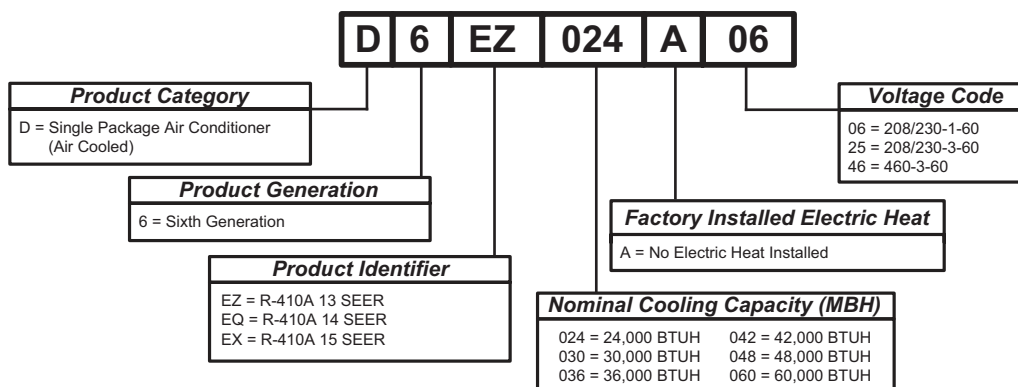 D 6 EZ 024 A 06
Product Category
D = Single Package Air Conditioner
(Air Cooled)
Voltage Code
06 = 208/230-1-60
25 = 208/230-3-60
46 = 460-3-60
Product Generation
6 = Sixth Generation
Factory Installed Electric Heat
A = No Electric Heat Installed
Product Identifier
EZ = R-410A 13 SEER
EQ = R-410A 14 SEER
EX = R-410A 15 SEER
Nominal Cooling Capacity (MBH)
024 = 24,000 BTUH 042 = 42,000 BTUH
030 = 30,000 BTUH 048 = 48,000 BTUH
036 = 36,000 BTUH 060 = 60,000 BTUH